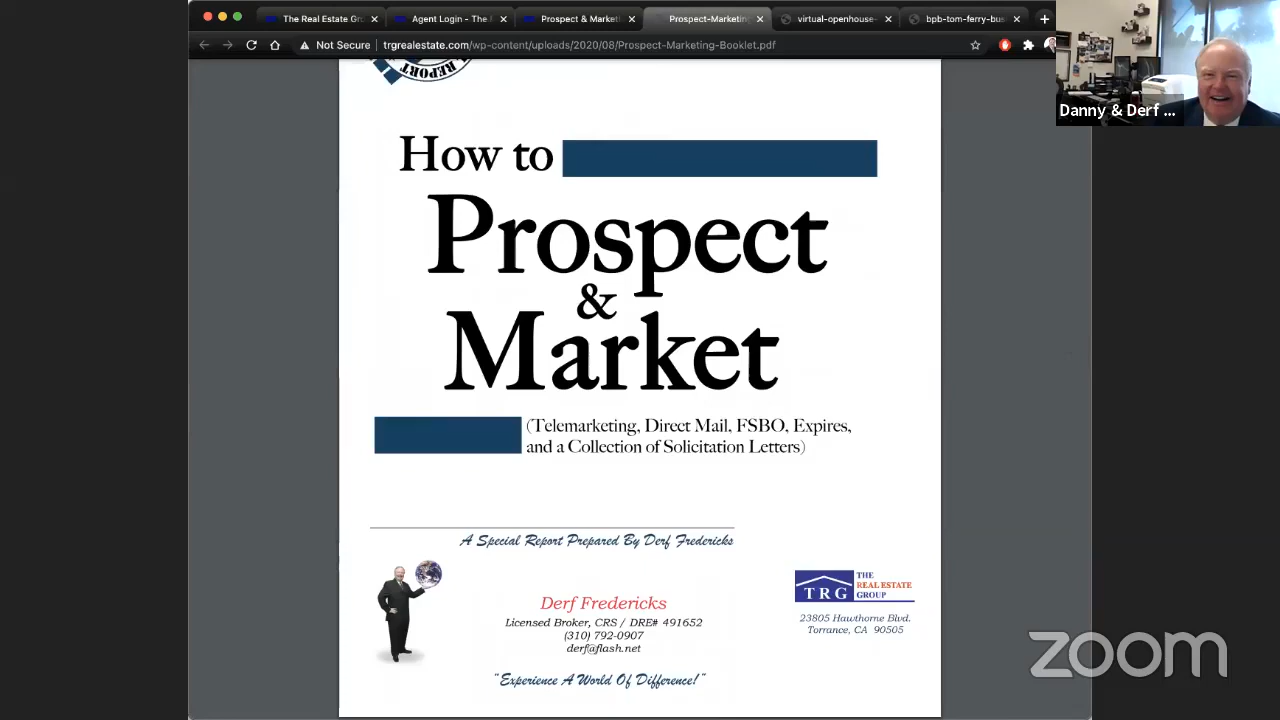 The Real Estate Gr
Agent Login - The
Prospect & Market
Prospect-Marketing
virtual-openhouse-
bpb-tom-ferry-bus
Not Secure
trgrealestate.com/wp-content/uploads/2020/08/Prospect-Marketing-Booklet.pdf
Danny & Derf ...
REPORT
How to
Prospect
&
Market
(Telemarketing, Direct Mail, FSBO, Expires,
and a Collection of Solicitation Letters)
A Special Report Prepared By Derf Fredericks
Derf Fredericks
Licensed Broker, CRS / DRE# 491652
(310) 792-0907
derf@flash.net
"Experience A World Of Difference!"
TRG
THE
REAL ESTATE
GROUP
23805 Hawthorne Blvd.
Torrance, CA 90505
zoom